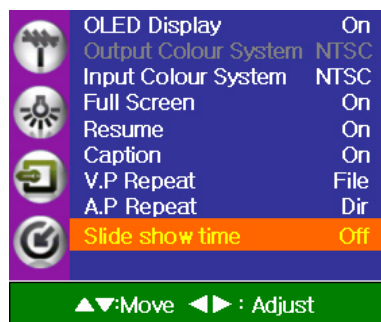 OLED Display On
Output Colour System NTSC
Input Colour System NTSC
Full Screen On
Resume On
Caption On
V.P Repeat File
A.P Repeat Dir
Slide show time Off
▲▼:Move ◀▶ : Adjust